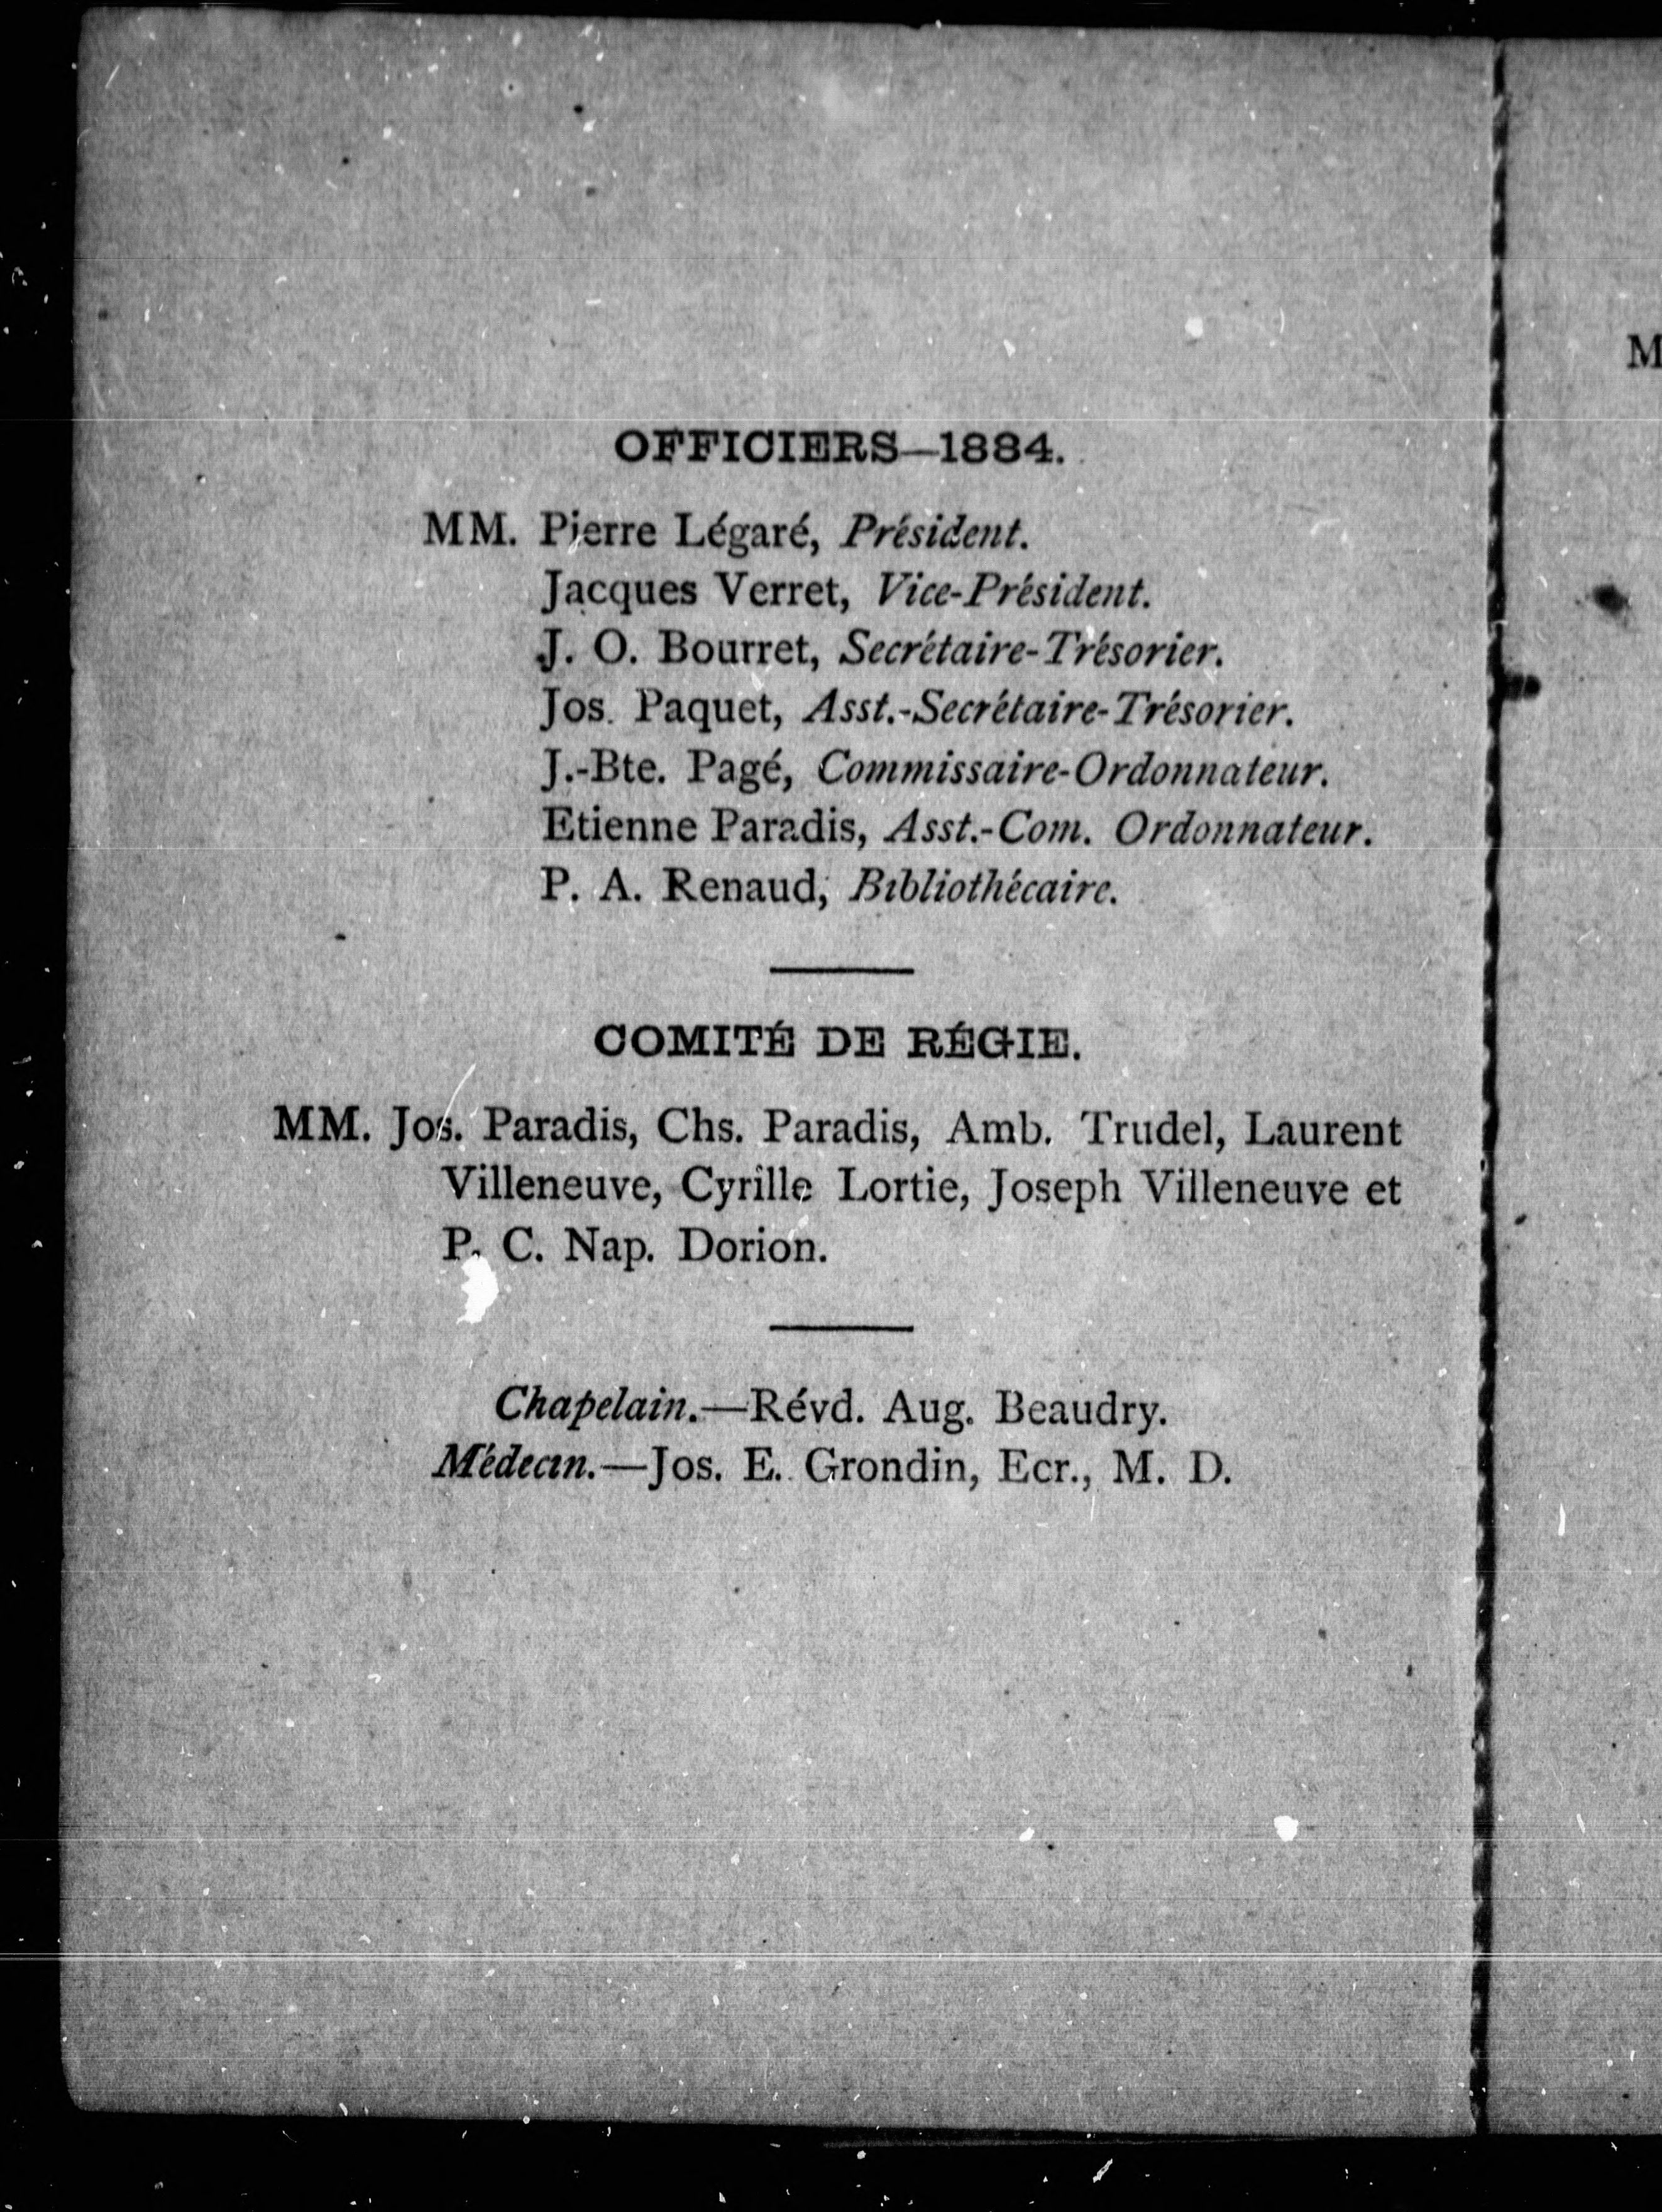 OFFICIERS—1884.
MM. Pierre Légaré, Président.
Jacques Verret, Vice-Président.
J. O. Bourret, Secrétaire-Trésorier.
Jos. Paquet, Asst.-Secrétaire-Trésorier.
J.-Bte. Pagé, Commissaire-Ordonnateur.
Etienne Paradis, Asst.-Com. Ordonnateur.
P. A. Renaud, Bibliothécaire.
COMITÉ DE RÉGIE.
MM. Jos. Paradis, Chs. Paradis, Amb. Trudel, Laurent
Villeneuve, Cyrille Lortie, Joseph Villeneuve et
P. C. Nap. Dorion.
Chapelain.—Révd. Aug. Beaudry.
Médecin.—Jos. E. Grondin, Ecr., M. D.